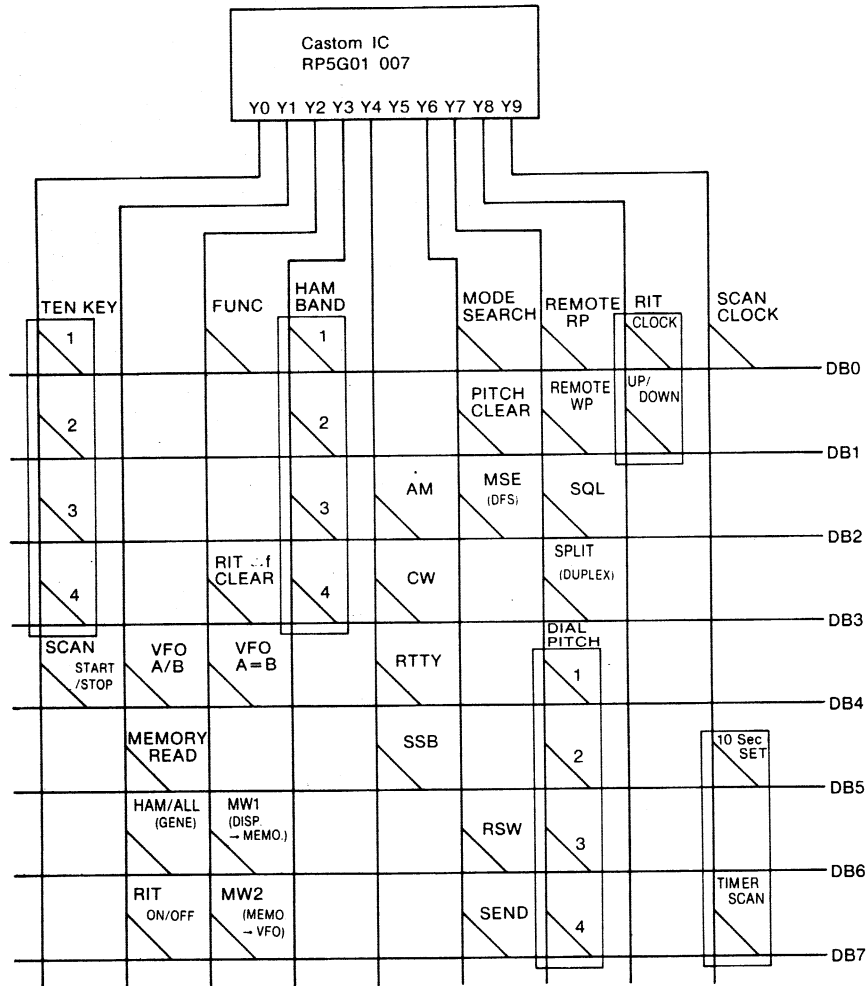 Castom IC
RP5G01 007
Y0 Y1 Y2 Y3 Y4 Y5 Y6 Y7 Y8 Y9
TEN KEY
FUNC
HAM
BAND
MODE
SEARCH
REMOTE
RP
RIT
CLOCK
SCAN
CLOCK
1
1
DB0
2
2
PITCH
CLEAR
REMOTE
WP
UP/
DOWN
DB1
3
3
AM
MSE
(DFS)
SQL
DB2
4
RIT
CLEAR
4
CW
SPLIT
(DUPLEX)
DB3
SCAN
START
/STOP
VFO
A/B
VFO
A=B
RTTY
DIAL
PITCH
1
DB4
MEMORY
READ
SSB
2
10 Sec
SET
DB5
HAM/ALL
(GENE)
MW1
(DISP.
→ MEMO.)
RSW
3
DB6
RIT
ON/OFF
MW2
(MEMO
→ VFO)
SEND
4
TIMER
SCAN
DB7